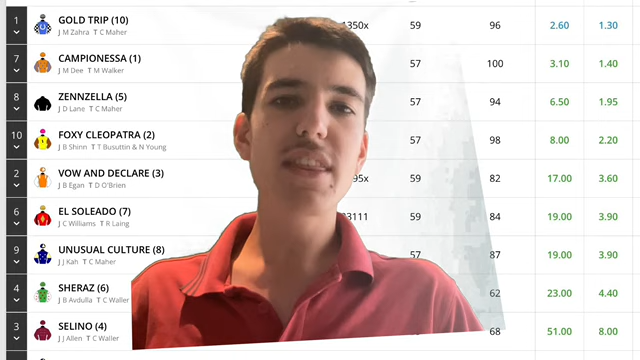 1 GOLD TRIP (10) 1350x 59 96 2.60 1.30
J M Zahra T C Maher
7 CAMPIONESSA (1) 57 100 3.10 1.40
J M Dee T M Walker
8 ZENNZELLA (5) 57 94 6.50 1.95
J D Lane T C Maher
10 FOXY CLEOPATRA (2) 57 98 8.00 2.20
J B Shinn T T Busuttin & N Young
2 VOW AND DECLARE (3) 95x 59 82 17.00 3.60
J B Egan T D O'Brien
6 EL SOLEADO (7) 3111 59 84 19.00 3.90
J C Williams T R Laing
9 UNUSUAL CULTURE (8) 57 87 19.00 3.90
J J Kah T C Maher
4 SHERAZ (6) 62 23.00 4.40
J B Avdulla T C Waller
3 SELINO (4) 68 51.00 8.00
J J Allen T C Waller